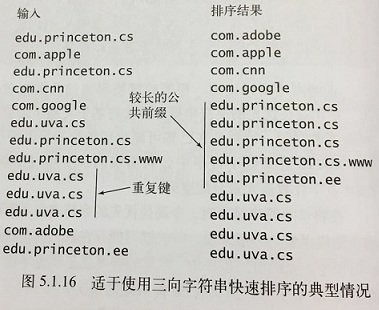 输入
edu.princeton.cs
com.apple
edu.princeton.cs
com.cnn
com.google
edu.uva.cs
edu.princeton.cs
edu.princeton.cs.www
edu.uva.cs
edu.uva.cs
edu.uva.cs
com.adobe
edu.princeton.ee
重复键
较长的公
共前缀
排序结果
com.adobe
com.apple
com.cnn
com.google
edu.princeton.cs
edu.princeton.cs
edu.princeton.cs
edu.princeton.cs.www
edu.princeton.ee
edu.uva.cs
edu.uva.cs
edu.uva.cs
edu.uva.cs
图 5.1.16 适于使用三向字符串快速排序的典型情况